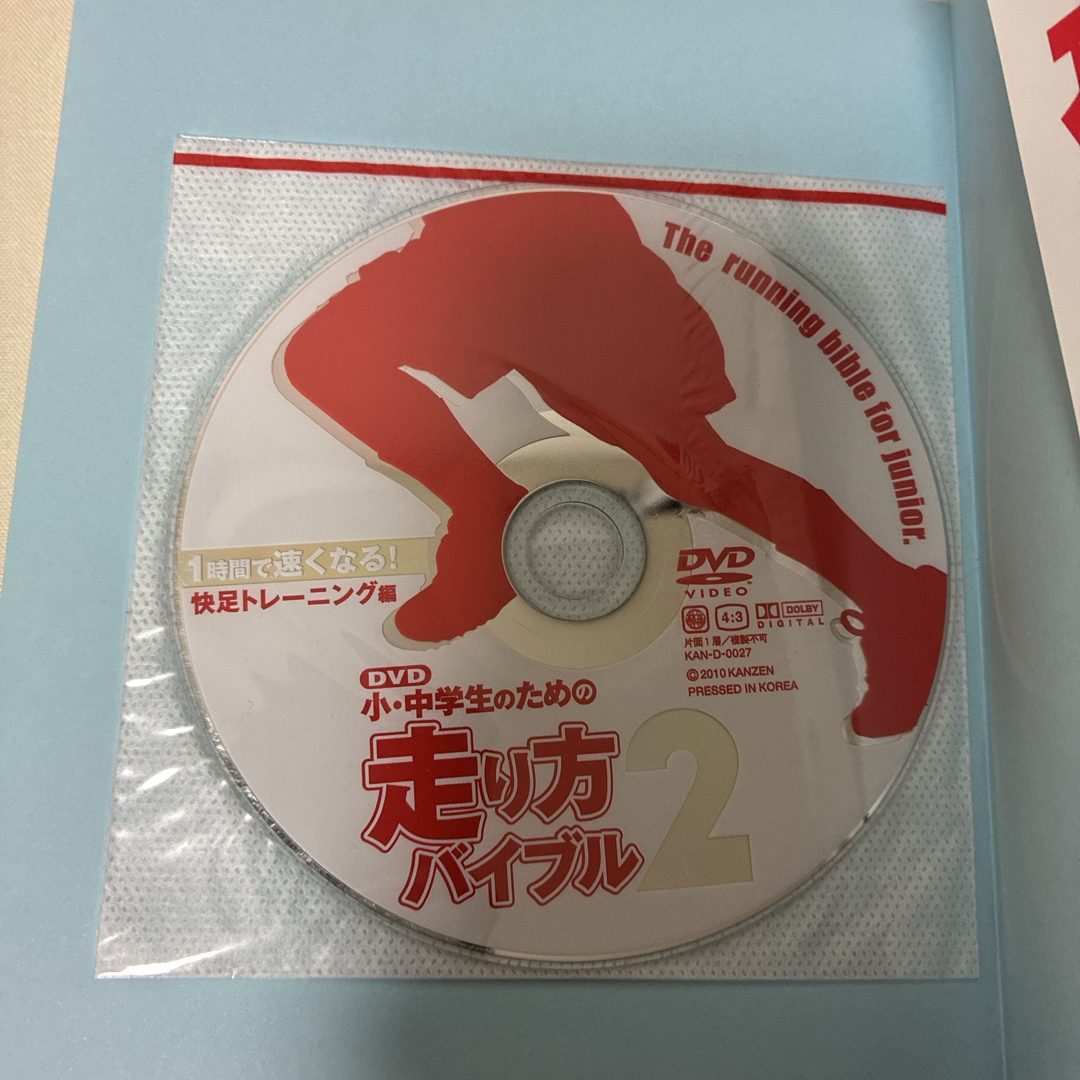 The running bible for junior.
1時間で速くなる!
快足トレーニング編
DVD
小・中学生のための
走り方
バイブル
2
DVD
VIDEO™
4:3
DOLBY
DIGITAL
片面1層/複製不可
KAN-D-0027
©2010 KANZEN
PRESSED IN KOREA